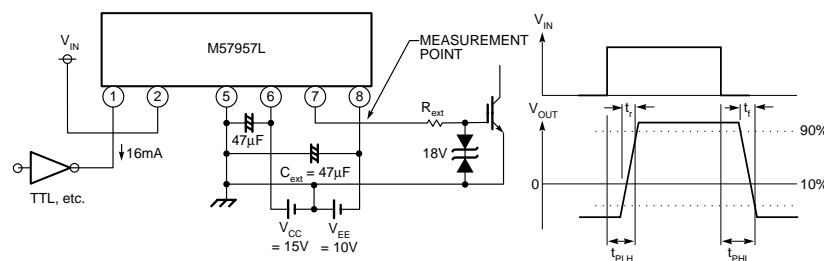 V_IN
M57957L
MEASUREMENT
POINT
1
2
5
6
7
8
R_ext
47µF
16mA
C_ext = 47µF
18V
TTL, etc.
V_CC
= 15V
V_EE
= 10V
V_IN
V_OUT
t_r
t_f
90%
0
10%
t_PLH
t_PHL